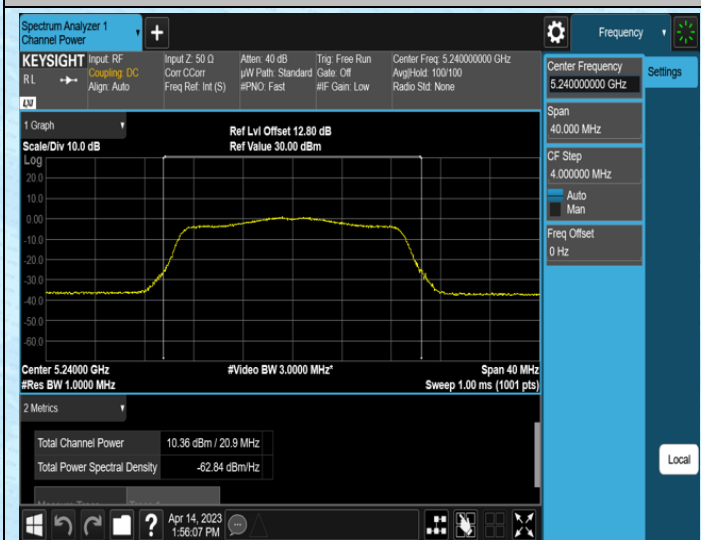 Spectrum Analyzer 1
Channel Power
Frequency
KEYSIGHT
RL
LXI
Input: RF
Coupling: DC
Align: Auto
Input Z: 50 Ω
Corr CCorr
Freq Ref: Int (S)
Atten: 40 dB
µW Path: Standard
#PNO: Fast
Trig: Free Run
Gate: Off
#IF Gain: Low
Center Freq: 5.240000000 GHz
Avg|Hold: 100/100
Radio Std: None
Center Frequency
5.240000000 GHz
Settings
Span
40.000 MHz
CF Step
4.000000 MHz
Auto
Man
Freq Offset
0 Hz
1 Graph
Scale/Div 10.0 dB
Ref Lvl Offset 12.80 dB
Ref Value 30.00 dBm
Log
20.0
10.0
0.00
-10.0
-20.0
-30.0
-40.0
-50.0
-60.0
Center 5.24000 GHz
#Video BW 3.0000 MHz*
Span 40 MHz
#Res BW 1.0000 MHz
Sweep 1.00 ms (1001 pts)
2 Metrics
Total Channel Power 10.36 dBm / 20.9 MHz
Total Power Spectral Density -62.84 dBm/Hz
Local
?
Apr 14, 2023
1:56:07 PM